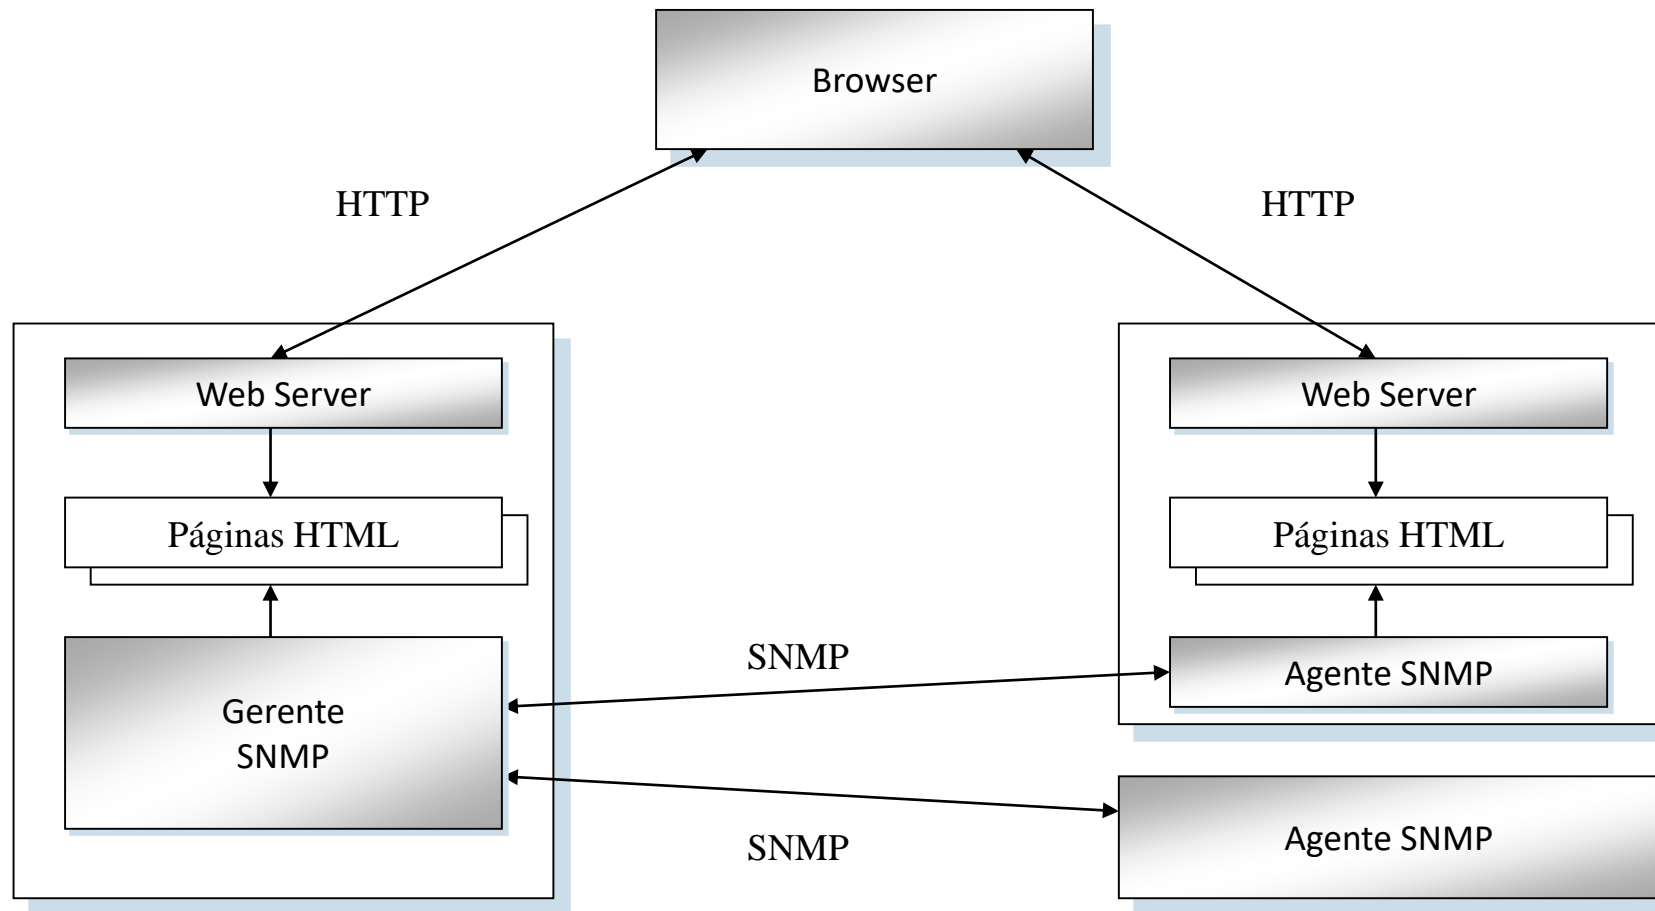 Browser
HTTP
HTTP
Web Server
Web Server
Páginas HTML
Páginas HTML
SNMP
Agente SNMP
Gerente
SNMP
SNMP
Agente SNMP